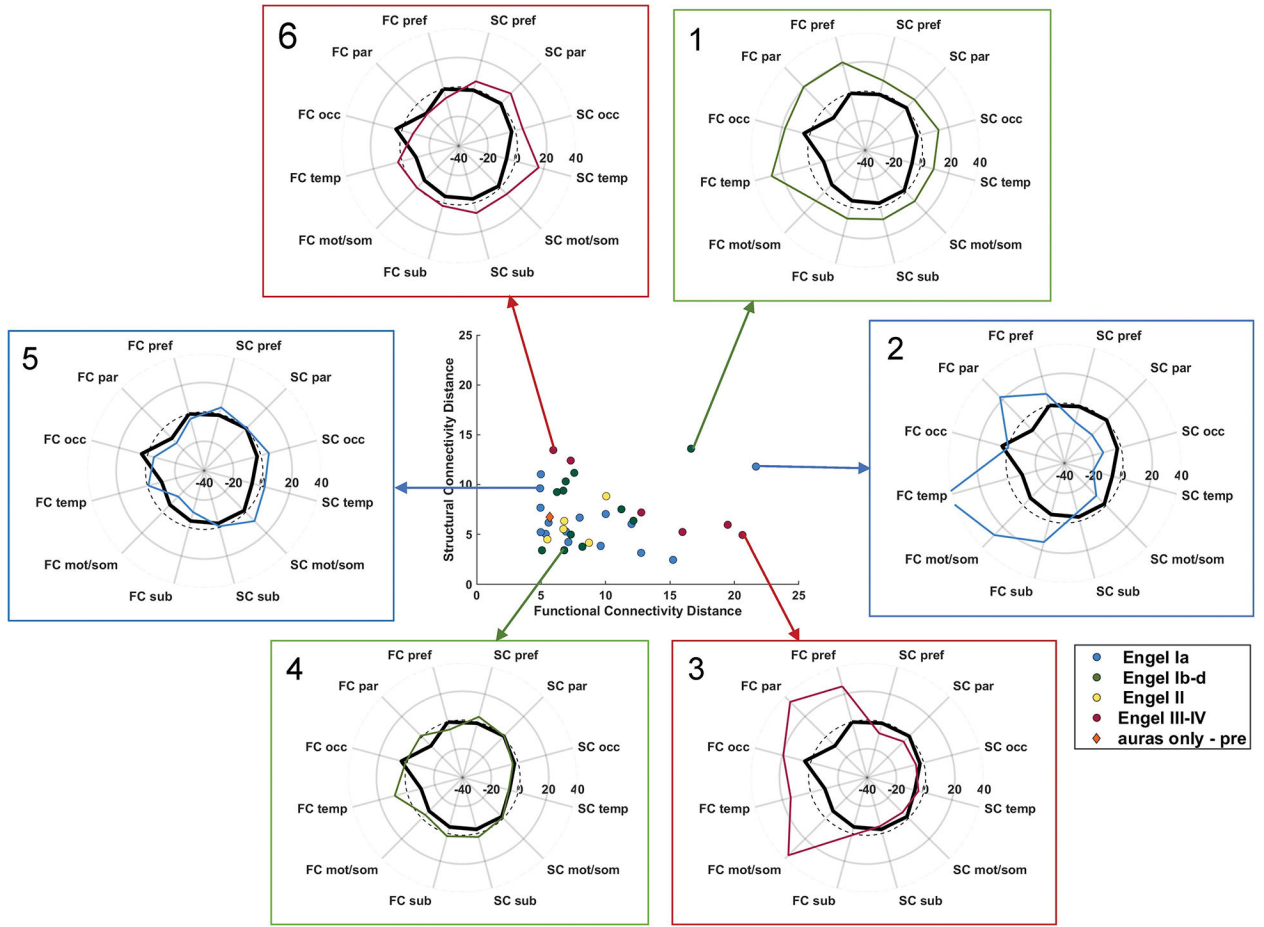 6
FC pref
SC pref
FC par
SC par
FC occ
SC occ
-40 -20 0 20 40
FC temp
SC temp
FC mot/som
SC mot/som
FC sub
SC sub
1
FC pref
SC pref
FC par
SC par
FC occ
SC occ
-40 -20 0 20 40
FC temp
SC temp
FC mot/som
SC mot/som
FC sub
SC sub
5
FC pref
SC pref
FC par
SC par
FC occ
SC occ
-40 -20 0 20 40
FC temp
SC temp
FC mot/som
SC mot/som
FC sub
SC sub
Structural Connectivity Distance
25
20
15
10
5
0
0 5 10 15 20 25
Functional Connectivity Distance
2
FC pref
SC pref
FC par
SC par
FC occ
SC occ
-40 -20 0 20 40
FC temp
SC temp
FC mot/som
SC mot/som
FC sub
SC sub
4
FC pref
SC pref
FC par
SC par
FC occ
SC occ
-40 -20 0 20 40
FC temp
SC temp
FC mot/som
SC mot/som
FC sub
SC sub
3
FC pref
SC pref
FC par
SC par
FC occ
SC occ
-40 -20 0 20 40
FC temp
SC temp
FC mot/som
SC mot/som
FC sub
SC sub
Engel Ia
Engel Ib-d
Engel II
Engel III-IV
auras only - pre